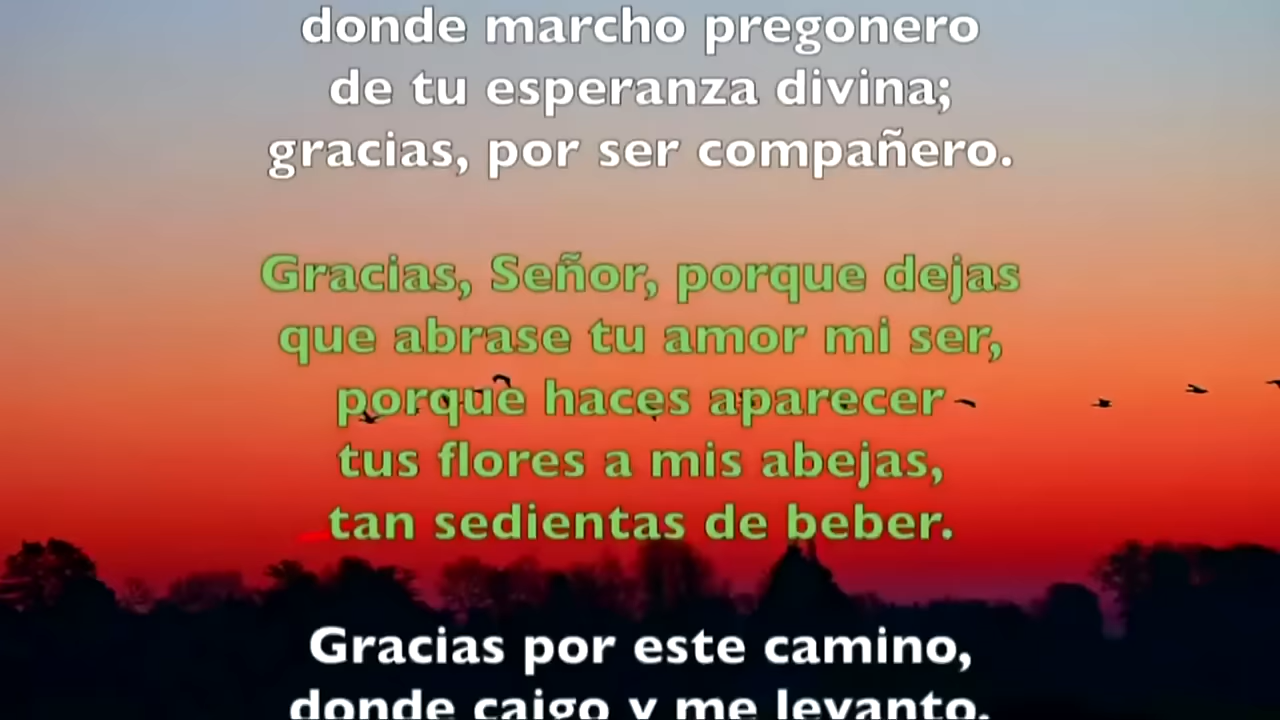 donde marcho pregonero
de tu esperanza divina;
gracias, por ser compañero.
Gracias, Señor, porque dejas
que abrase tu amor mi ser,
porque haces aparecer
tus flores a mis abejas,
tan sedientas de beber.
Gracias por este camino,
donde caigo y me levanto,